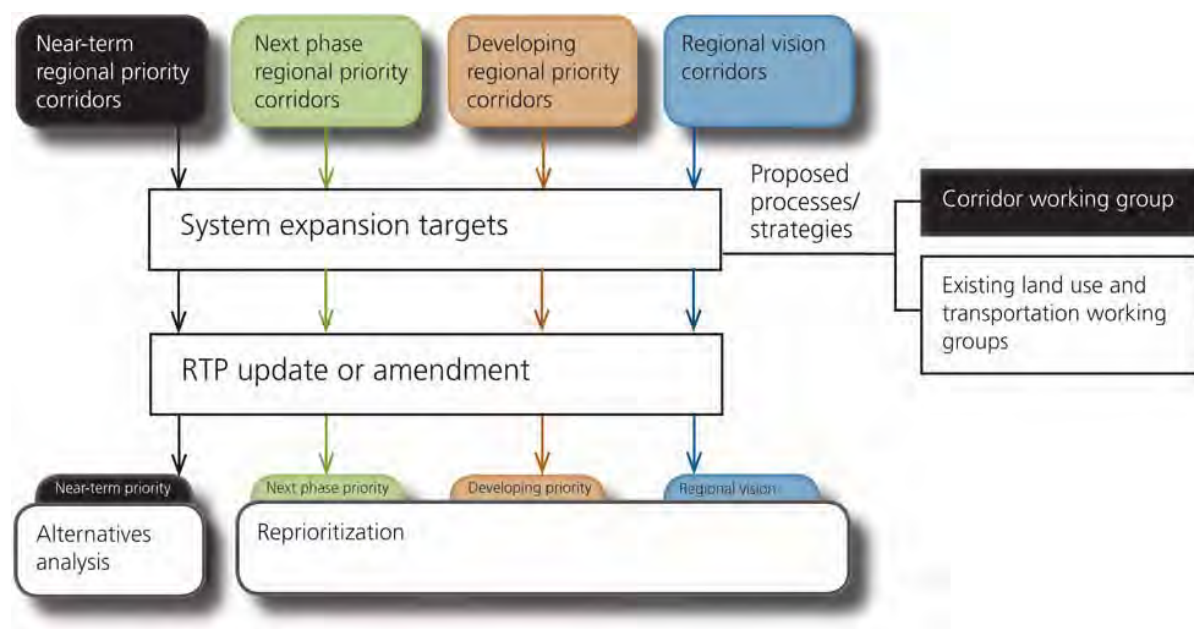 Near-term
regional priority
corridors
Next phase
regional priority
corridors
Developing
regional priority
corridors
Regional vision
corridors
System expansion targets
Proposed
processes/
strategies
Corridor working group
Existing land use and
transportation working
groups
RTP update or amendment
Near-term priority
Next phase priority
Developing priority
Regional vision
Alternatives
analysis
Reprioritization